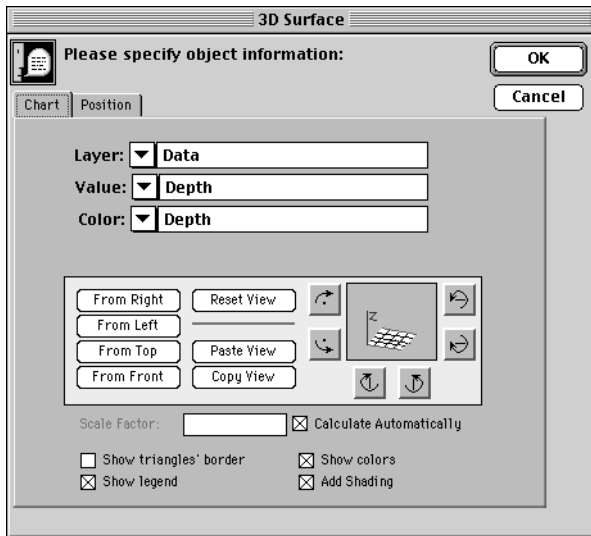 3D Surface
Please specify object information:
OK
Cancel
Chart
Position
Layer: Data
Value: Depth
Color: Depth
From Right
Reset View
From Left
From Top
Paste View
From Front
Copy View
Z
Scale Factor:
Calculate Automatically
Show triangles' border
Show colors
Show legend
Add Shading